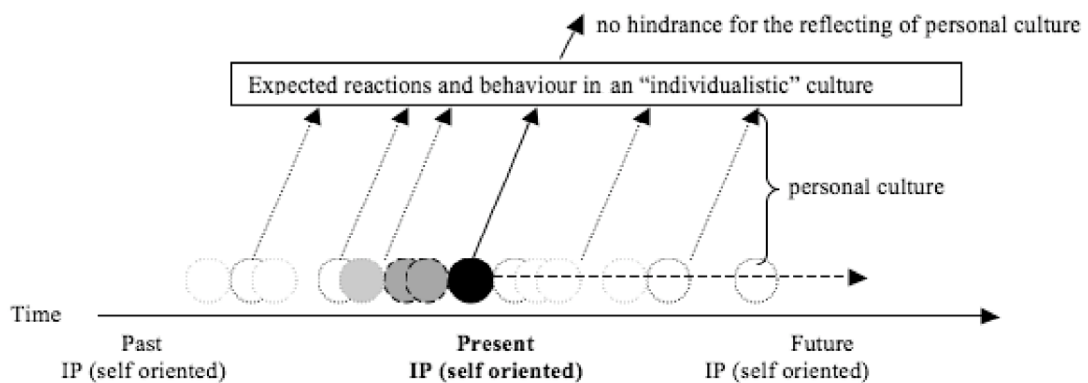 no hindrance for the reflecting of personal culture
Expected reactions and behaviour in an “individualistic” culture
personal culture
Time
Past
IP (self oriented)
Present
IP (self oriented)
Future
IP (self oriented)